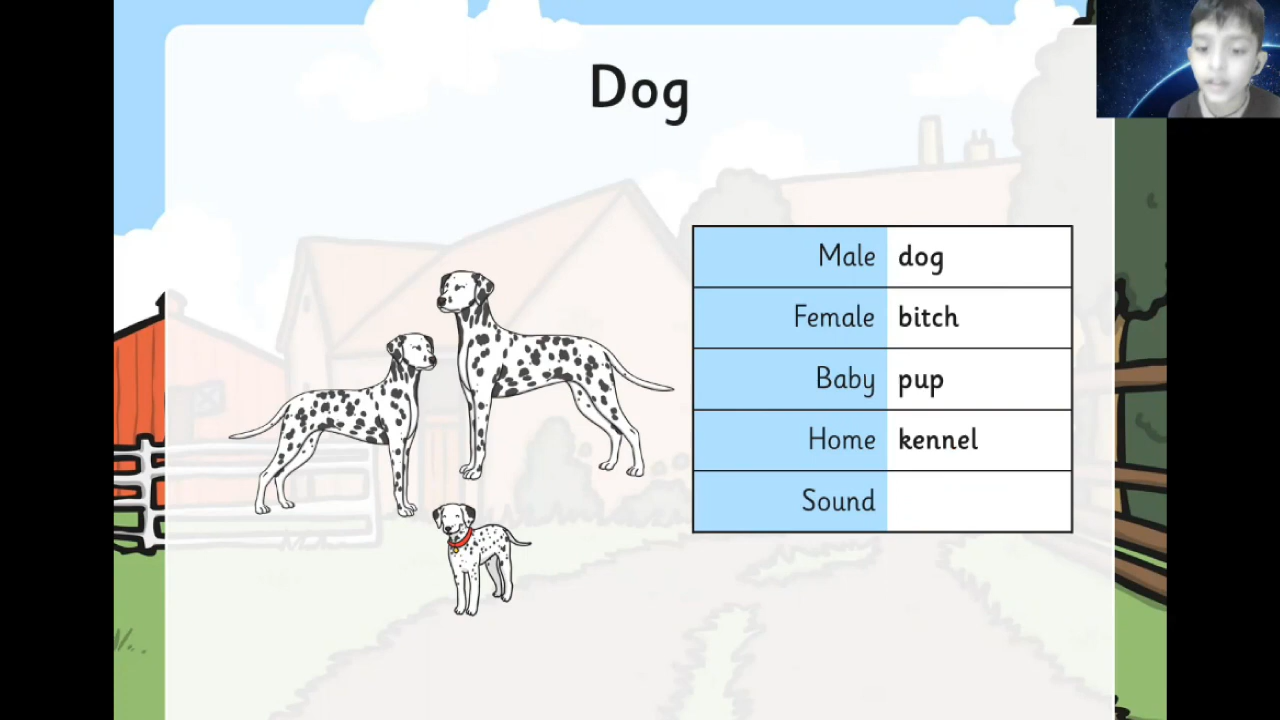 Dog
Male dog
Female bitch
Baby pup
Home kennel
Sound